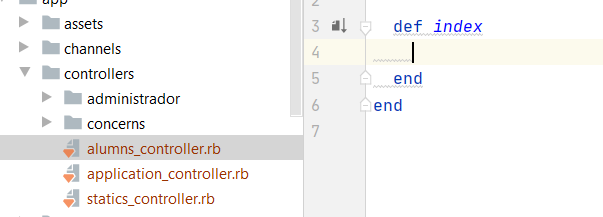 app
assets
channels
controllers
administrador
concerns
alumns_controller.rb
application_controller.rb
statics_controller.rb
2
3 def index
4
5 end
6 end
7